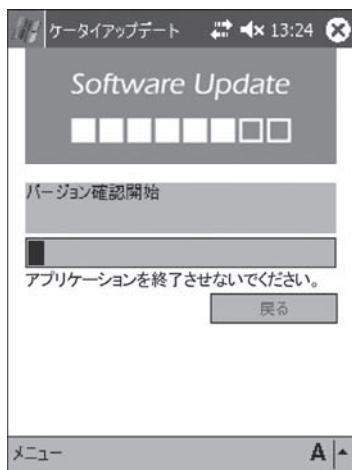 ケータイアップデート 13:24
Software Update
バージョン確認開始
アプリケーションを終了させないでください。
戻る
メニュー A